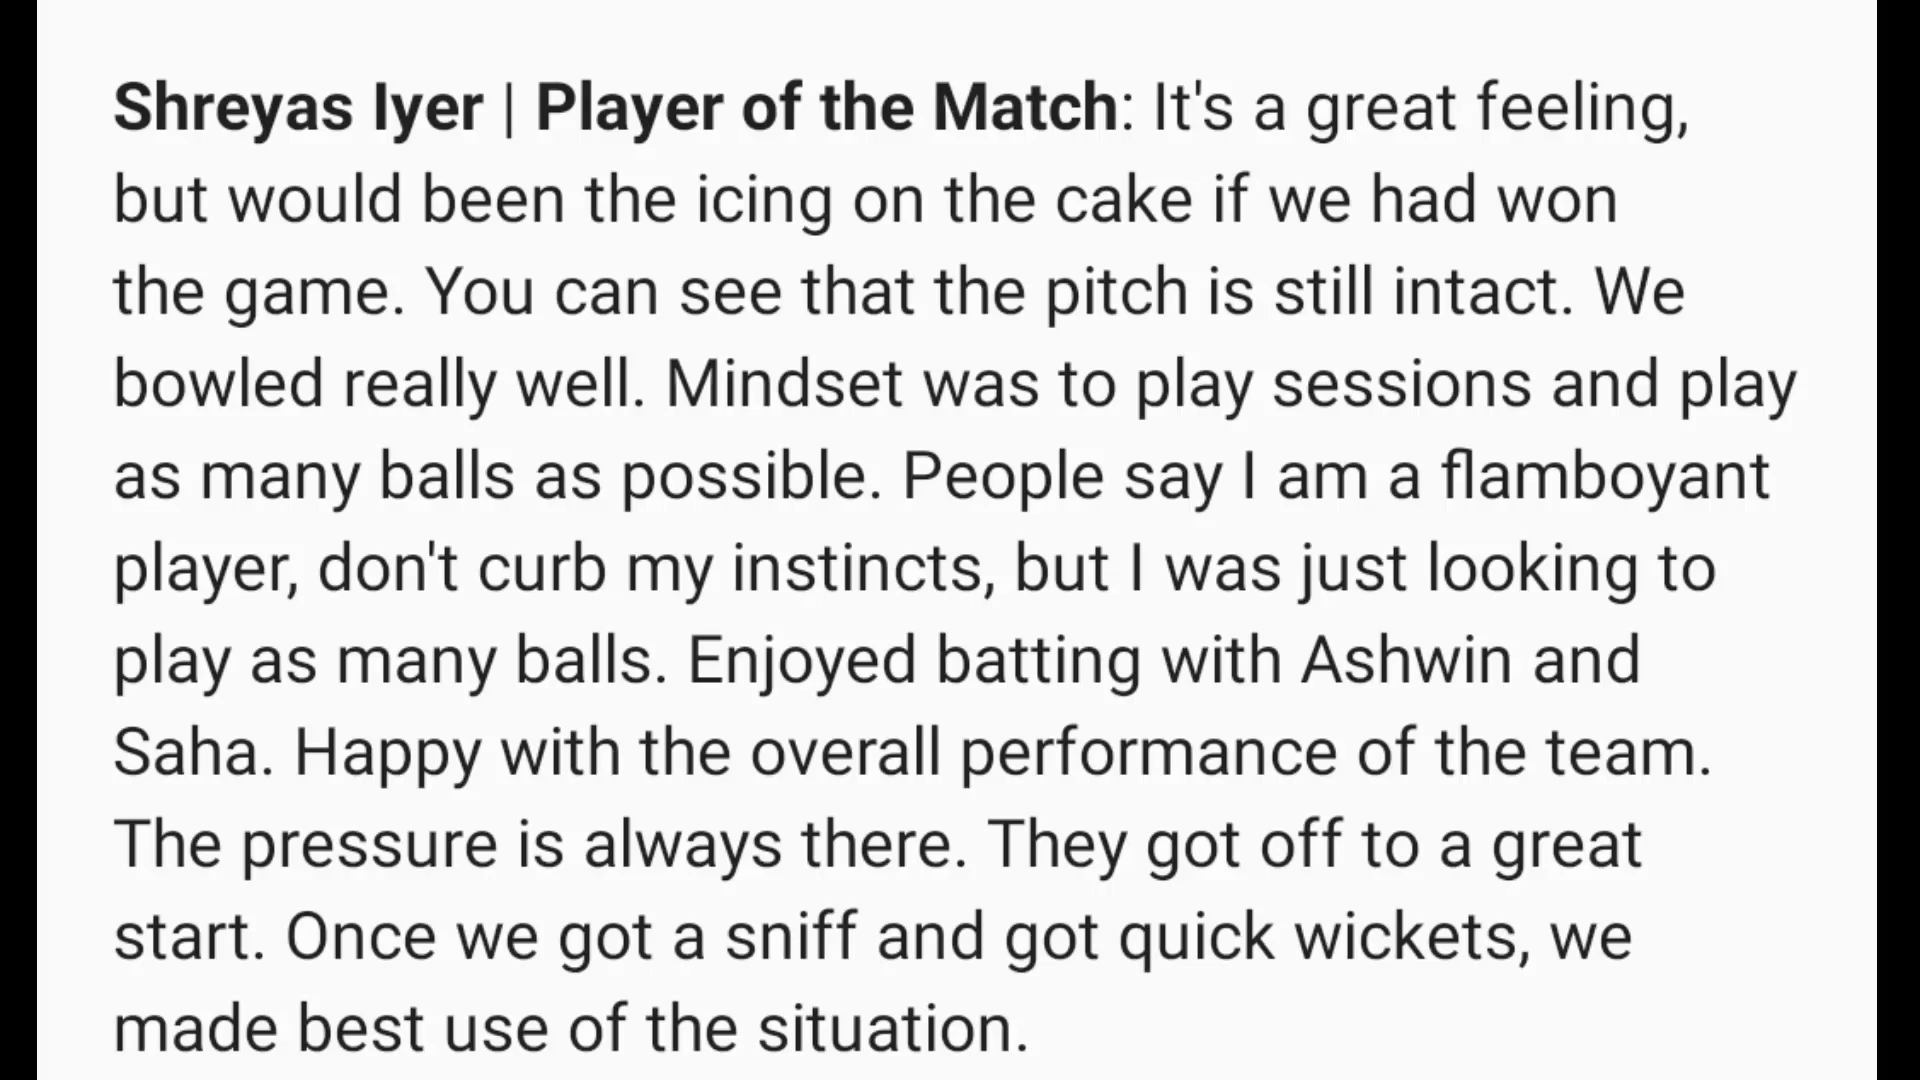 Shreyas Iyer | Player of the Match: It's a great feeling,
but would been the icing on the cake if we had won
the game. You can see that the pitch is still intact. We
bowled really well. Mindset was to play sessions and play
as many balls as possible. People say I am a flamboyant
player, don't curb my instincts, but I was just looking to
play as many balls. Enjoyed batting with Ashwin and
Saha. Happy with the overall performance of the team.
The pressure is always there. They got off to a great
start. Once we got a sniff and got quick wickets, we
made best use of the situation.